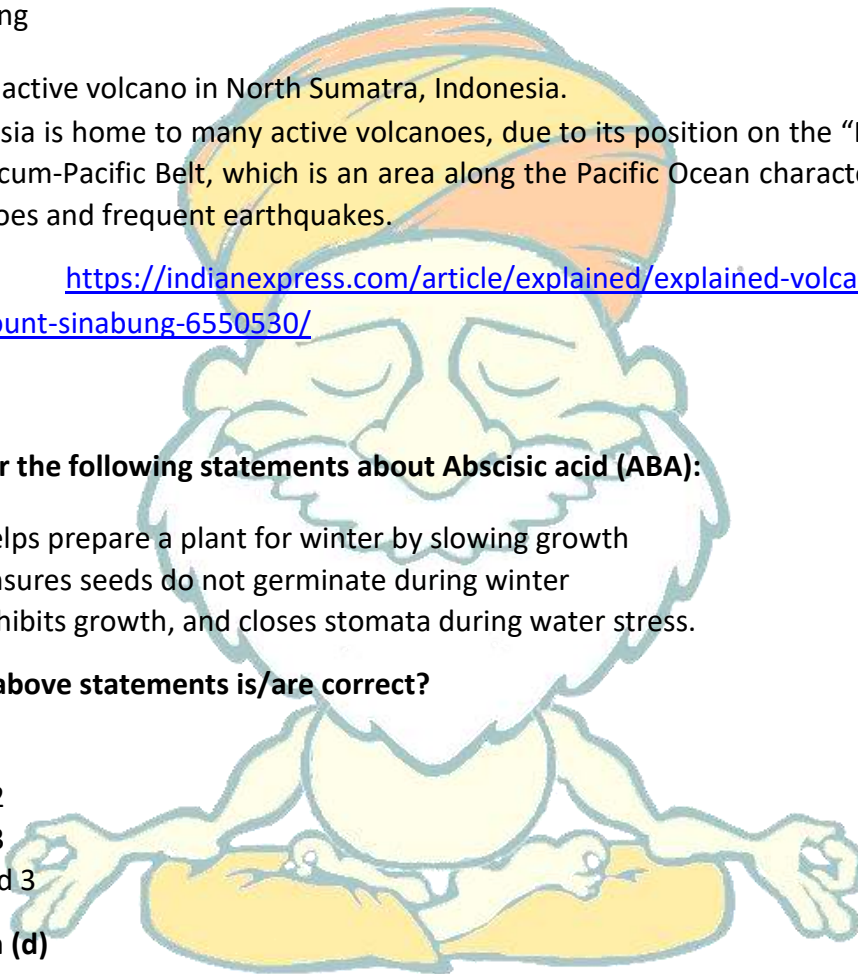 ng
active volcano in North Sumatra, Indonesia.
sia is home to many active volcanoes, due to its position on the “
cum-Pacific Belt, which is an area along the Pacific Ocean characte
oes and frequent earthquakes.
https://indianexpress.com/article/explained/explained-volca
ount-sinabung-6550530/
r the following statements about Abscisic acid (ABA):
elps prepare a plant for winter by slowing growth
nsures seeds do not germinate during winter
hibits growth, and closes stomata during water stress.
above statements is/are correct?
2
3
d 3
(d)